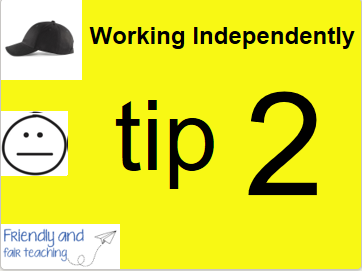 Working Independently
tip 2
Friendly and
fair teaching